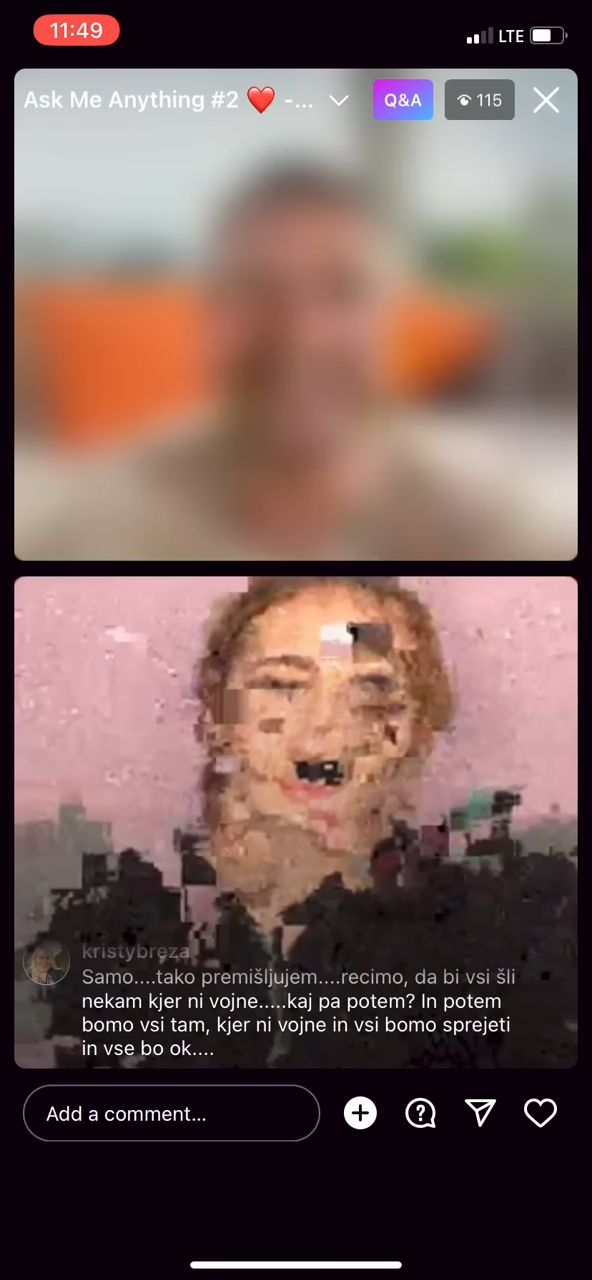 11:49
LTE
Ask Me Anything #2 ❤️ -...
Q&A
115
kristybreza
Samo....tako premišljujem....recimo, da bi vsi šli
nekam kjer ni vojne.....kaj pa potem? In potem
bomo vsi tam, kjer ni vojne in vsi bomo sprejeti
in vse bo ok....
Add a comment...